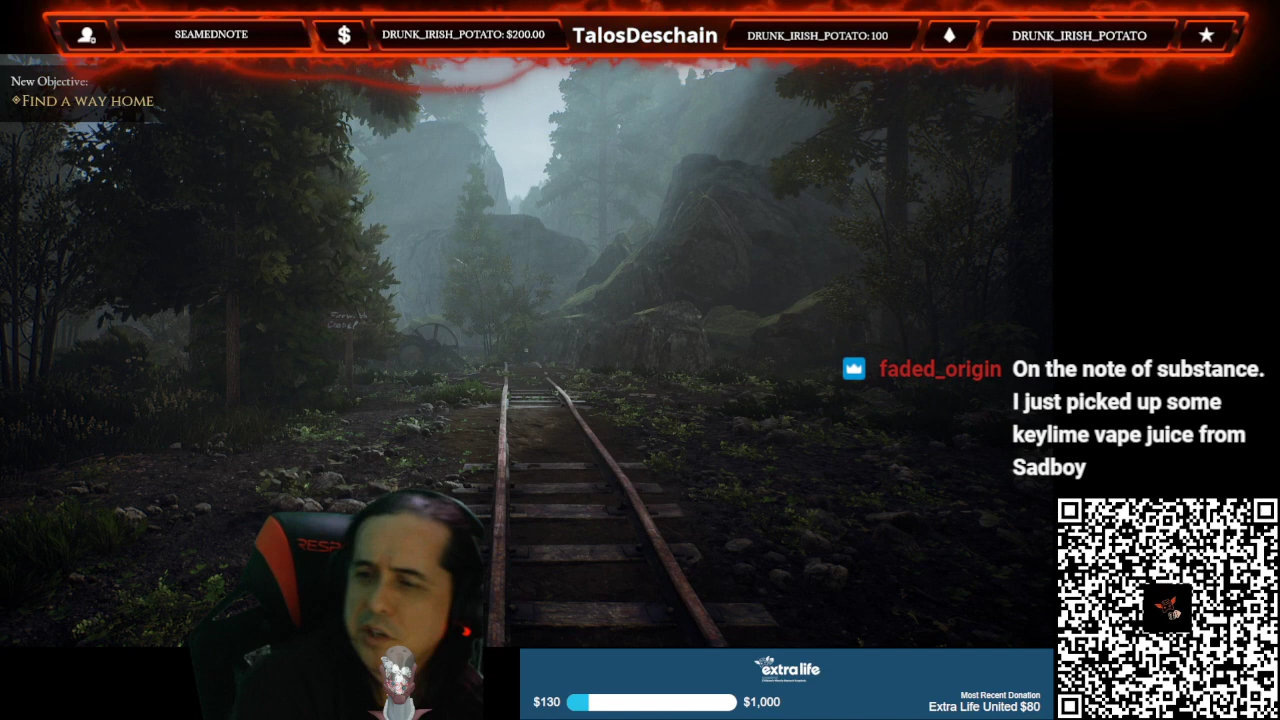 SEAMEDNOTE
$
DRUNK_IRISH_POTATO: $200.00
TalosDeschain
DRUNK_IRISH_POTATO: 100
DRUNK_IRISH_POTATO
New Objective:
FIND A WAY HOME
faded_origin On the note of substance.
I just picked up some
keylime vape juice from
Sadboy
extralife
$130
$1,000
Most Recent Donation
Extra Life United $80